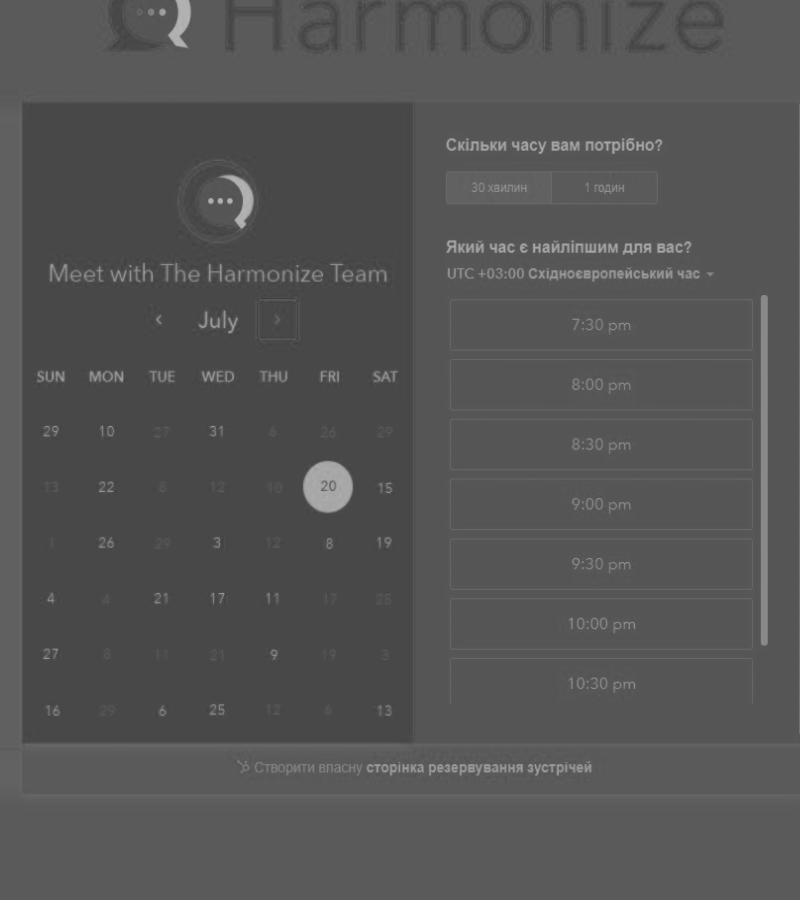 Harmonize
Meet with The Harmonize Team
July
SUN MON TUE WED THU FRI SAT
29 10 27 31 6 26 29
13 22 8 12 10 20 15
1 26 29 3 12 8 19
4 4 21 17 11 17 25
27 8 11 21 9 19 3
16 29 6 25 12 6 13
Скільки часу вам потрібно?
30 хвилин 1 годин
Який час є найліпшим для вас?
UTC +03:00 Східноєвропейський час
7:30 pm
8:00 pm
8:30 pm
9:00 pm
9:30 pm
10:00 pm
10:30 pm
Створити власну сторінка резервування зустрічей